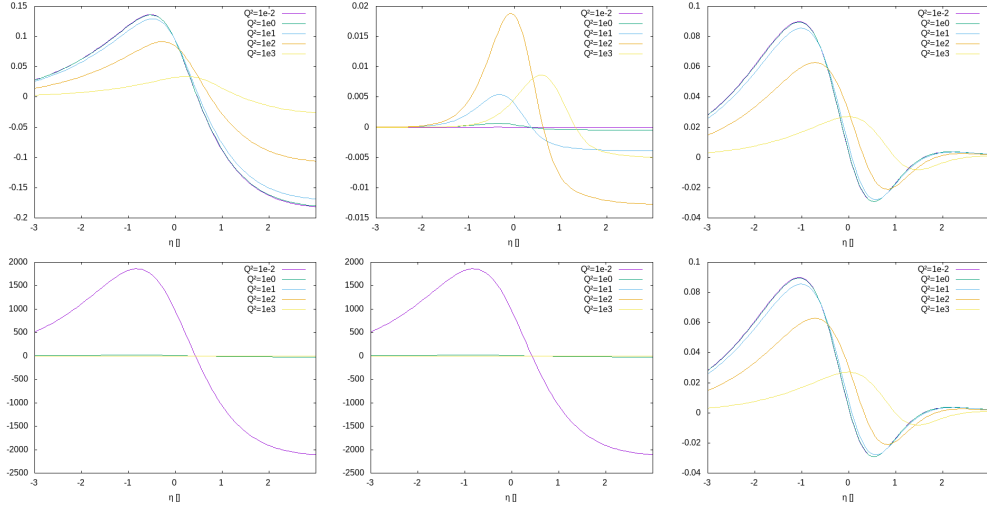 0.15
0.1
0.05
0
-0.05
-0.1
-0.15
-0.2
-3 -2 -1 0 1 2 3
η []
Q²=1e-2
Q²=1e0
Q²=1e1
Q²=1e2
Q²=1e3
0.02
0.015
0.01
0.005
0.000
-0.005
-0.01
-0.015
-3 -2 -1 0 1 2 3
η []
Q²=1e-2
Q²=1e0
Q²=1e1
Q²=1e2
Q²=1e3
0.1
0.08
0.06
0.04
0.02
0
-0.02
-0.04
-3 -2 -1 0 1 2 3
η []
Q²=1e-2
Q²=1e0
Q²=1e1
Q²=1e2
Q²=1e3
2000
1500
1000
500
0
-500
-1000
-1500
-2000
-2500
-3 -2 -1 0 1 2 3
η []
Q²=1e-2
Q²=1e0
Q²=1e1
Q²=1e2
Q²=1e3
2000
1500
1000
500
0
-500
-1000
-1500
-2000
-2500
-3 -2 -1 0 1 2 3
η []
Q²=1e-2
Q²=1e0
Q²=1e1
Q²=1e2
Q²=1e3
0.1
0.08
0.06
0.04
0.02
0
-0.02
-0.04
-3 -2 -1 0 1 2 3
η []
Q²=1e-2
Q²=1e0
Q²=1e1
Q²=1e2
Q²=1e3